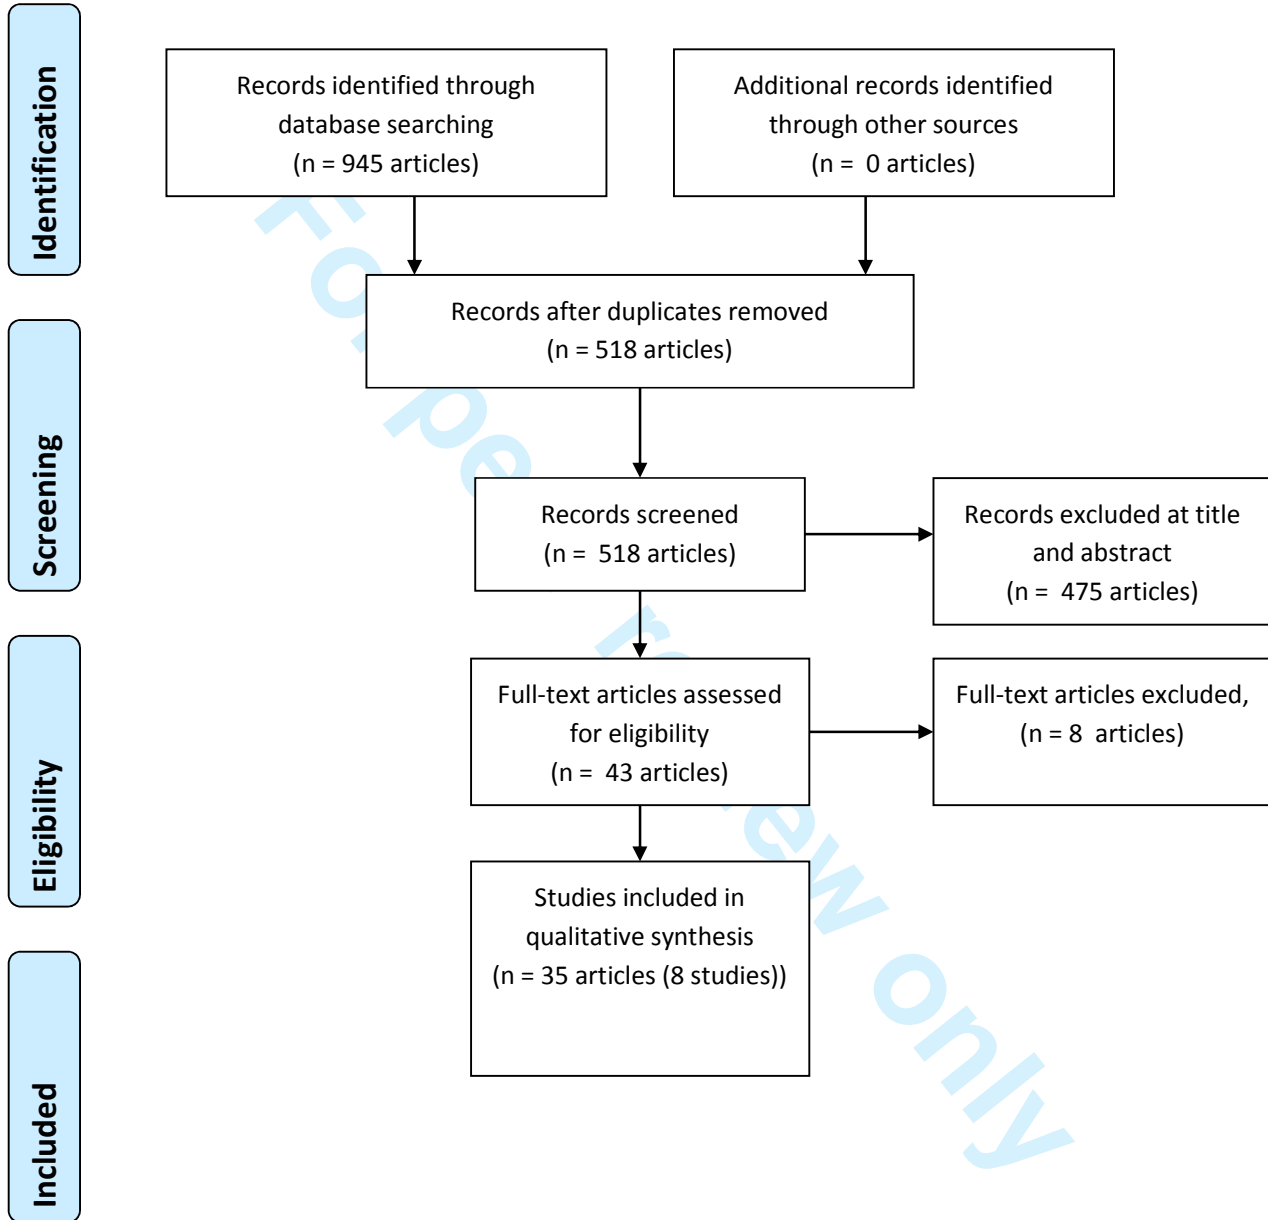 Identification
Records identified through
database searching
(n = 945 articles)
Additional records identified
through other sources
(n =  0 articles)
Records after duplicates removed
(n = 518 articles)
Screening
Records screened
(n =  518 articles)
Records excluded at title
and abstract
(n =  475 articles)
Eligibility
Full-text articles assessed
for eligibility
(n =  43 articles)
Full-text articles excluded,
(n = 8  articles)
Included
Studies included in
qualitative synthesis
(n = 35 articles (8 studies))
For peer review only